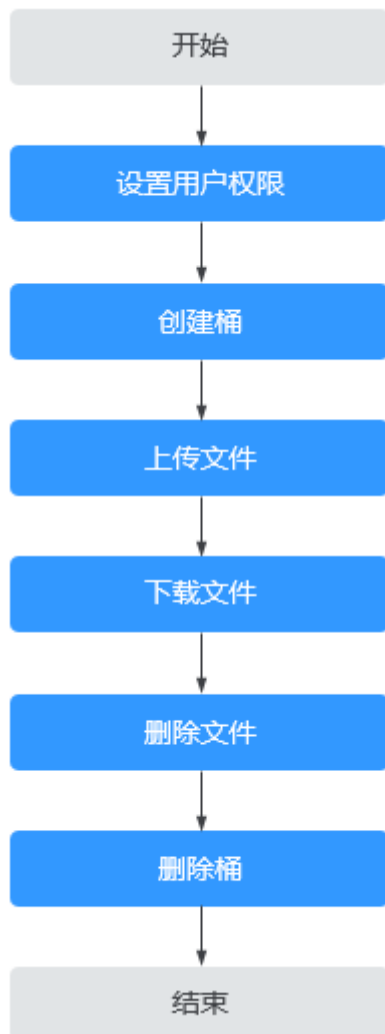 开始
设置用户权限
创建桶
上传文件
下载文件
删除文件
删除桶
结束